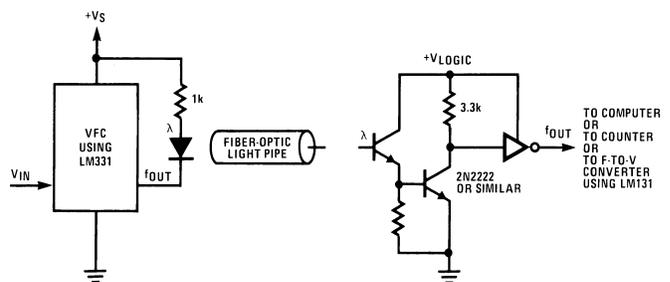 +VS
1k
λ
VFC
USING
LM331
VIN
fOUT
FIBER-OPTIC
LIGHT PIPE
+VLOGIC
3.3k
λ
2N2222
OR SIMILAR
fOUT
TO COMPUTER
OR
TO COUNTER
OR
TO F-TO-V
CONVERTER
USING LM131